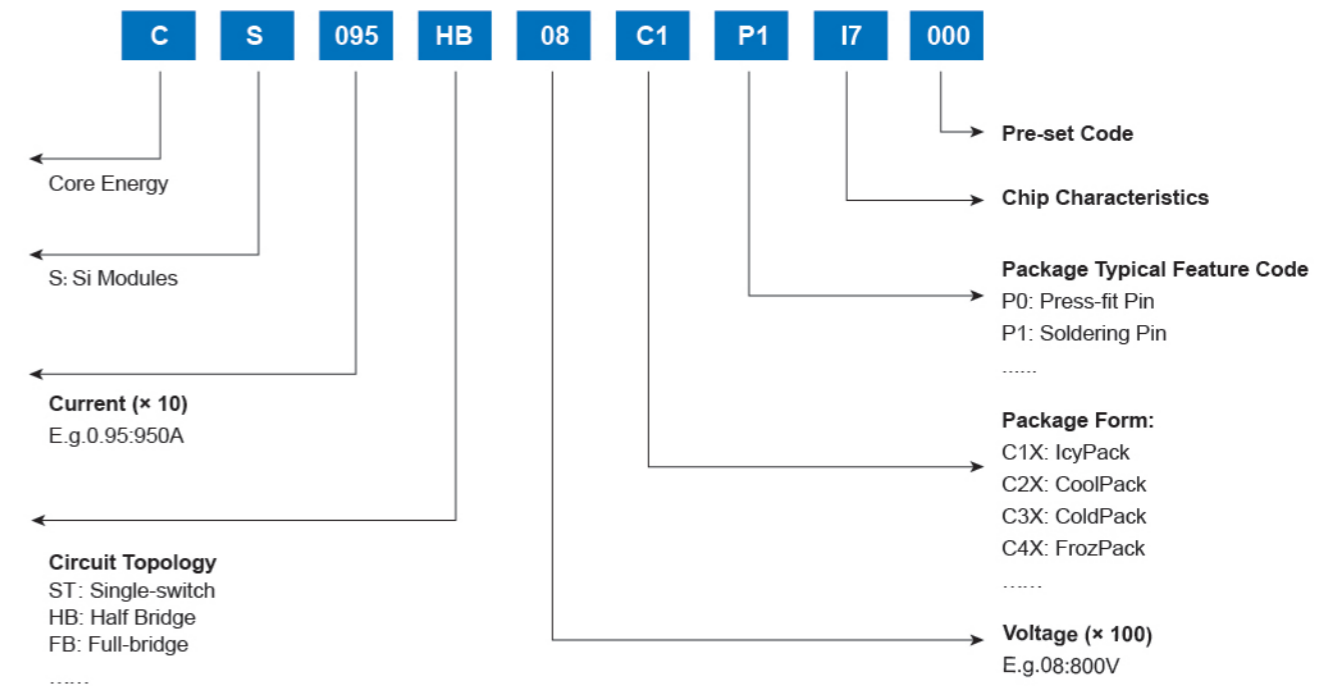 C S 095 HB 08 C1 P1 I7 000
Core Energy
S: Si Modules
Current (× 10)
E.g.0.95:950A
Circuit Topology
ST: Single-switch
HB: Half Bridge
FB: Full-bridge
......
Pre-set Code
Chip Characteristics
Package Typical Feature Code
P0: Press-fit Pin
P1: Soldering Pin
......
Package Form:
C1X: IcyPack
C2X: CoolPack
C3X: ColdPack
C4X: FrozPack
......
Voltage (× 100)
E.g.08:800V